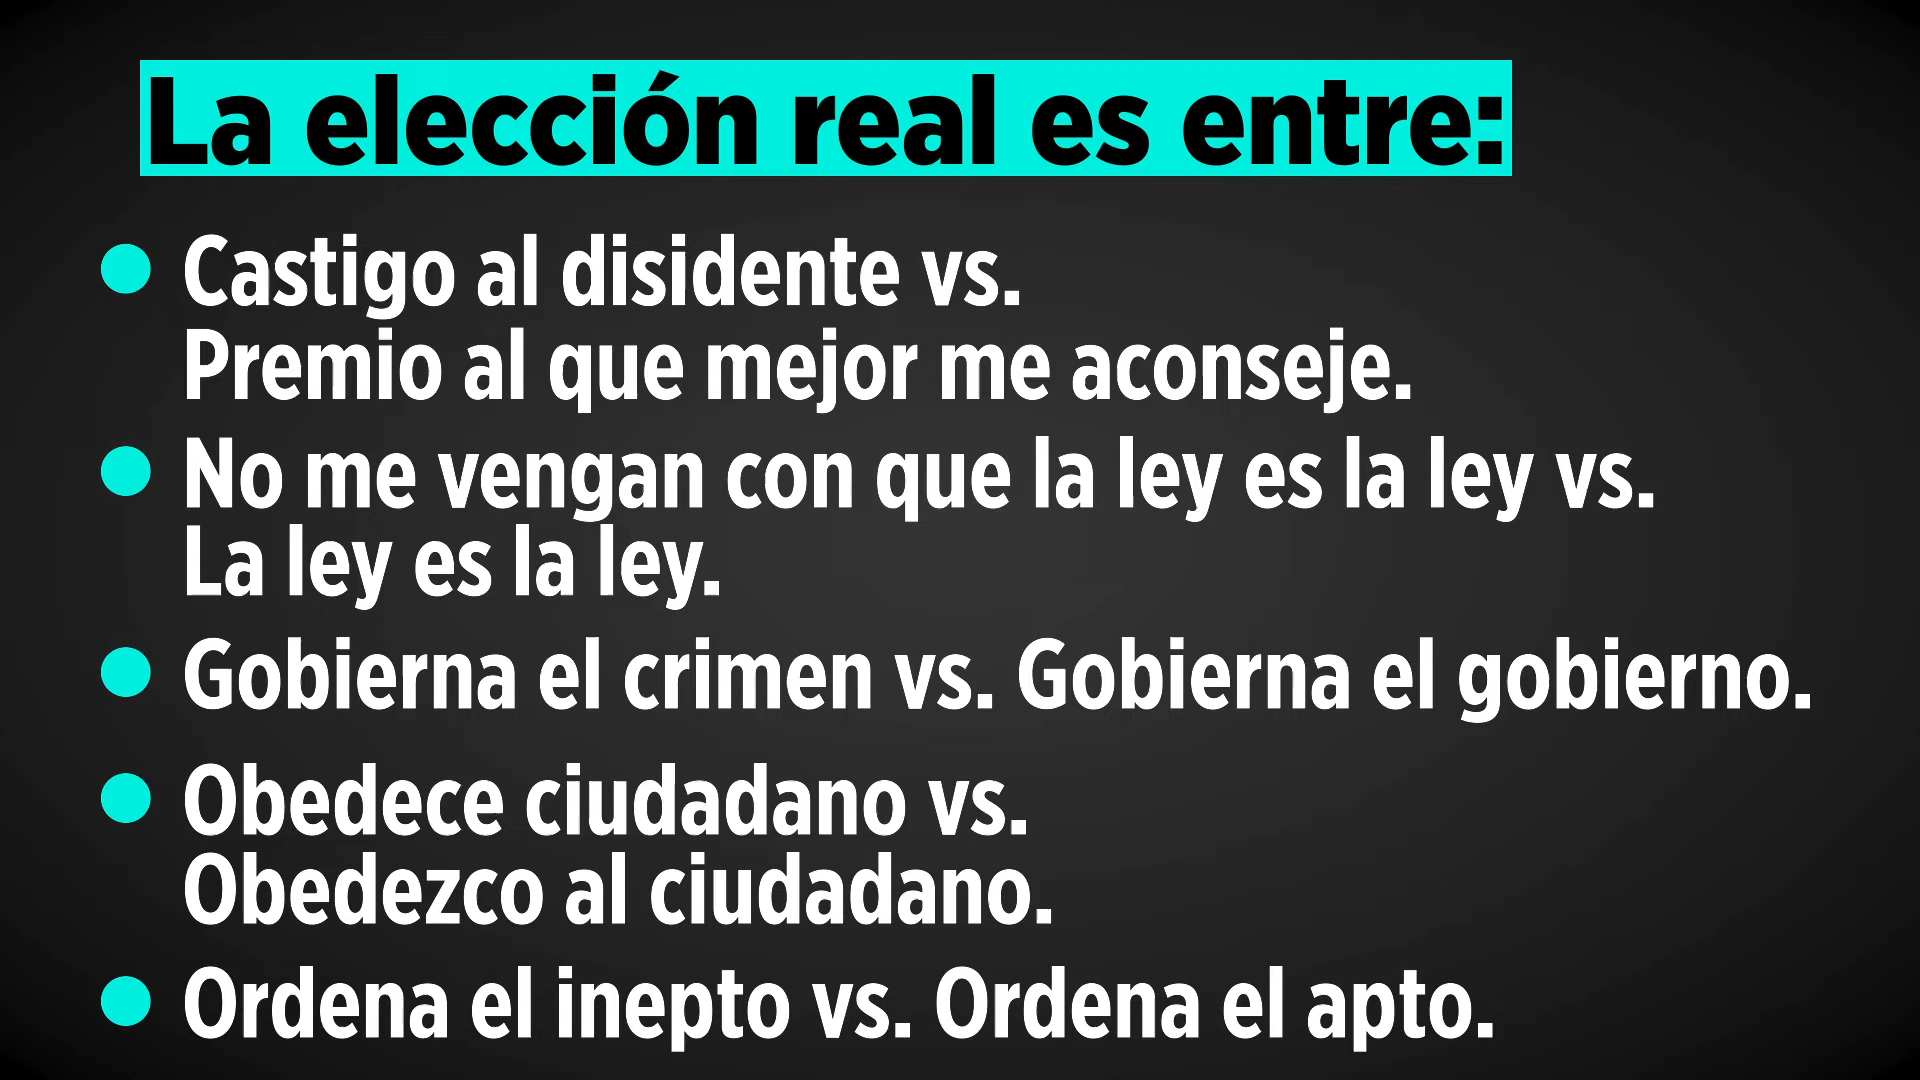 La elección real es entre:
Castigo al disidente vs.
Premio al que mejor me aconseje.
No me vengan con que la ley es la ley vs.
La ley es la ley.
Gobierna el crimen vs. Gobierna el gobierno.
Obedece ciudadano vs.
Obedezco al ciudadano.
Ordena el inepto vs. Ordena el apto.